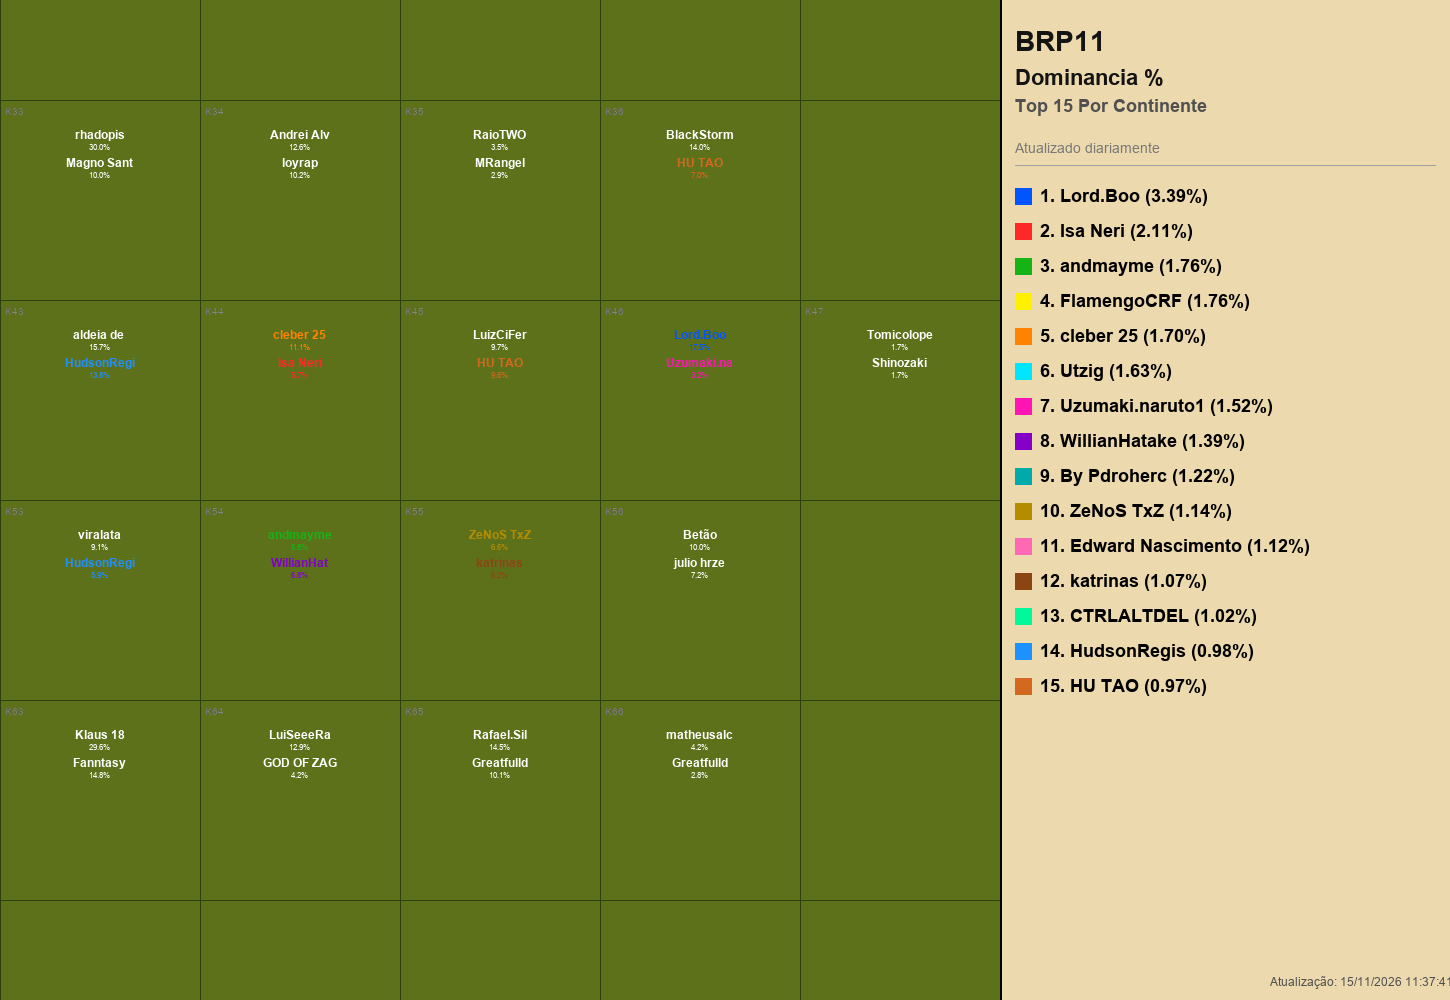 K33
rhadopis
30.0%
Magno Sant
10.0%
K34
Andrei Alv
12.6%
loyrap
10.2%
K35
RaioTWO
3.5%
MRangel
2.9%
K36
BlackStorm
14.0%
HU TAO
7.0%
K43
aldeia de
15.7%
HudsonRegi
K44
cleber 25
11.1%
Isa Neri
K45
LuizCiFer
9.7%
HU TAO
9.6%
K46
Lord.Boo
Uzumaki.na
K47
Tomicolope
1.7%
Shinozaki
1.7%
K53
viralata
9.1%
HudsonRegi
K54
andmayme
WillianHat
K55
ZeNoS TxZ
katrinas
K56
Betão
10.0%
julio hrze
7.2%
K63
Klaus 18
29.6%
Fanntasy
14.8%
K64
LuiSeeeRa
12.9%
GOD OF ZAG
4.2%
K65
Rafael.Sil
14.5%
Greatfulld
10.1%
K66
matheusalc
4.2%
Greatfulld
2.8%
BRP11
Dominancia %
Top 15 Por Continente
Atualizado diariamente
1. Lord.Boo (3.39%)
2. Isa Neri (2.11%)
3. andmayme (1.76%)
4. FlamengoCRF (1.76%)
5. cleber 25 (1.70%)
6. Utzig (1.63%)
7. Uzumaki.naruto1 (1.52%)
8. WillianHatake (1.39%)
9. By Pdroherc (1.22%)
10. ZeNoS TxZ (1.14%)
11. Edward Nascimento (1.12%)
12. katrinas (1.07%)
13. CTRLALTDEL (1.02%)
14. HudsonRegis (0.98%)
15. HU TAO (0.97%)
Atualização: 15/11/2026 11:37:41